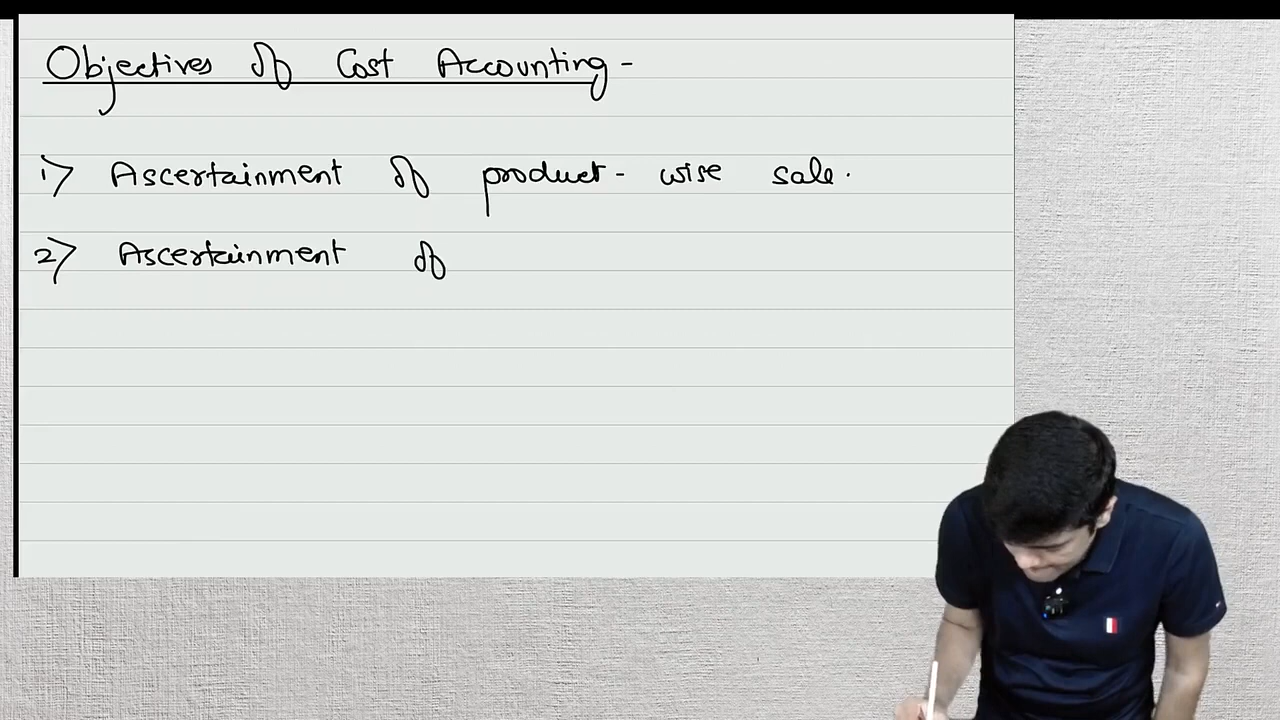 Objectives of Cost Accounting -
1) Ascertainment of product - wise sale.
2) Ascertainment of